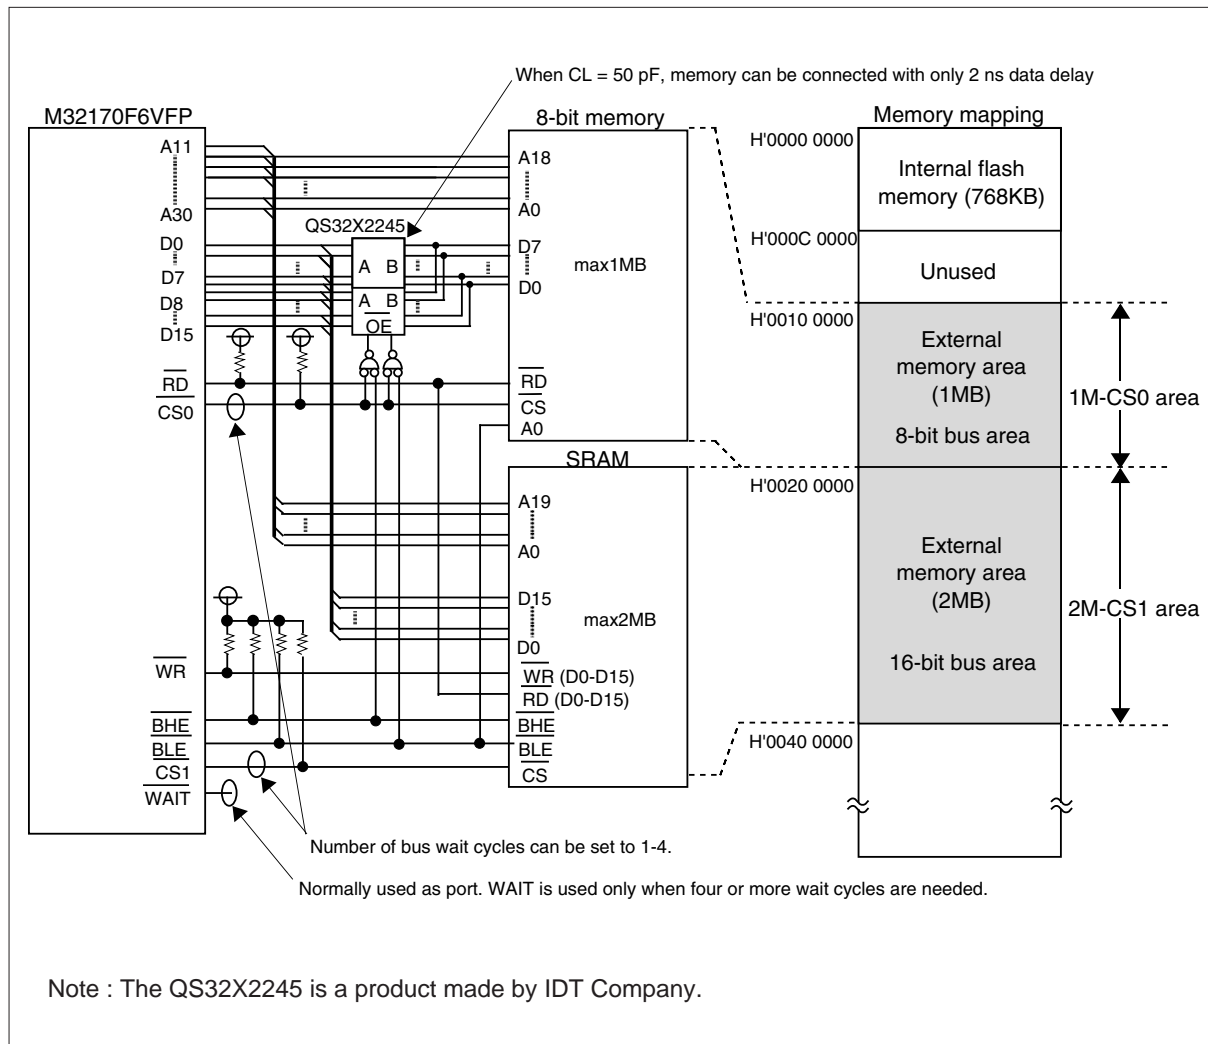 When CL = 50 pF, memory can be connected with only 2 ns data delay
M32170F6VFP
A11
A30
D0
D7
D8
D15
RD
CS0
WR
BHE
BLE
CS1
WAIT
QS32X2245
A B
A B
OE
8-bit memory
A18
A0
D7
D0
max1MB
RD
CS
A0
SRAM
A19
A0
D15
D0
max2MB
WR (D0-D15)
RD (D0-D15)
BHE
BLE
CS
Memory mapping
H'0000 0000
Internal flash
memory (768KB)
H'000C 0000
Unused
H'0010 0000
External
memory area
(1MB)
8-bit bus area
1M-CS0 area
H'0020 0000
External
memory area
(2MB)
16-bit bus area
2M-CS1 area
H'0040 0000
Number of bus wait cycles can be set to 1-4.
Normally used as port. WAIT is used only when four or more wait cycles are needed.
Note : The QS32X2245 is a product made by IDT Company.